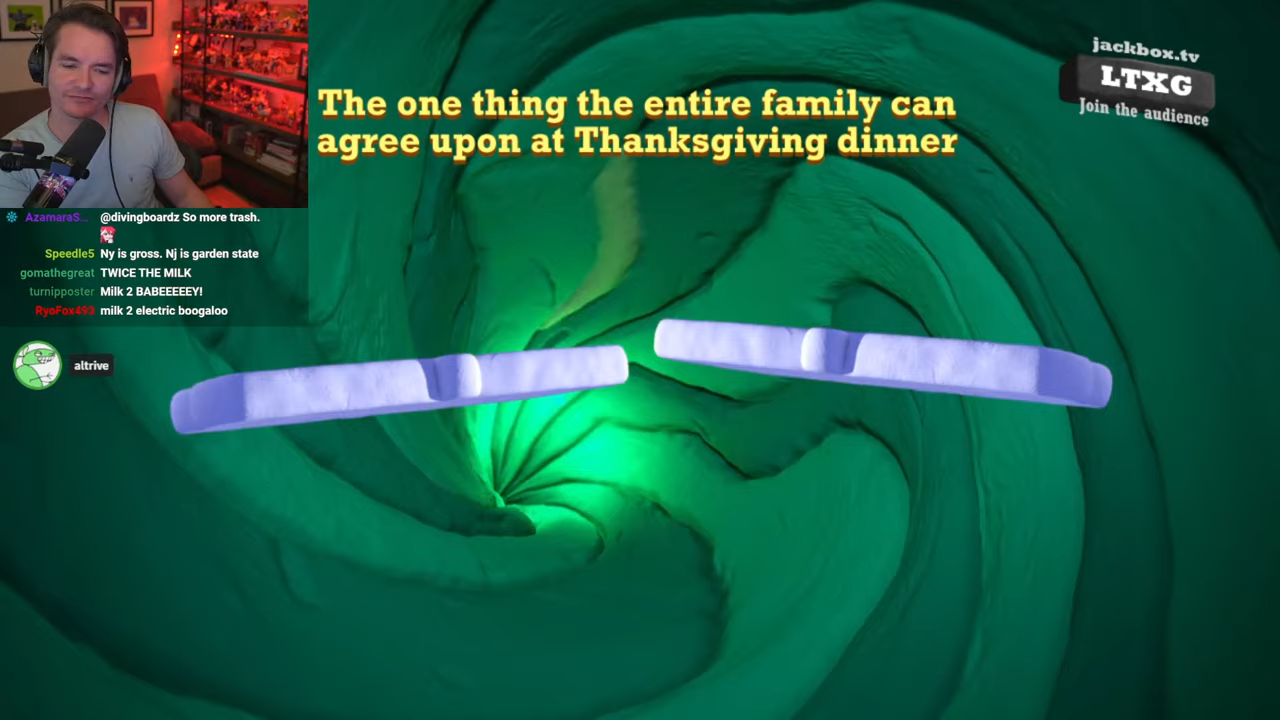 The one thing the entire family can
agree upon at Thanksgiving dinner
jackbox.tv
LTXG
Join the audience
AzamaraS... @divingboardz So more trash.
Speedle5 Ny is gross. Nj is garden state
gomathegreat TWICE THE MILK
turnipposter Milk 2 BABEEEEEY!
RyoFox493 milk 2 electric boogaloo
altrive